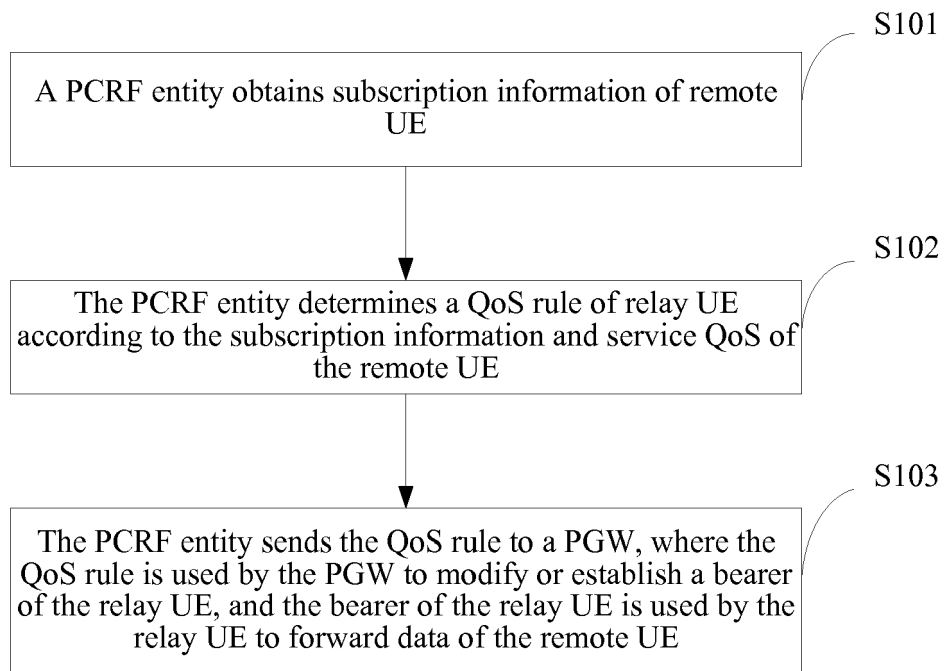 S101
A PCRF entity obtains subscription information of remote
UE
S102
The PCRF entity determines a QoS rule of relay UE
according to the subscription information and service QoS of
the remote UE
S103
The PCRF entity sends the QoS rule to a PGW, where the
QoS rule is used by the PGW to modify or establish a bearer
of the relay UE, and the bearer of the relay UE is used by the
relay UE to forward data of the remote UE